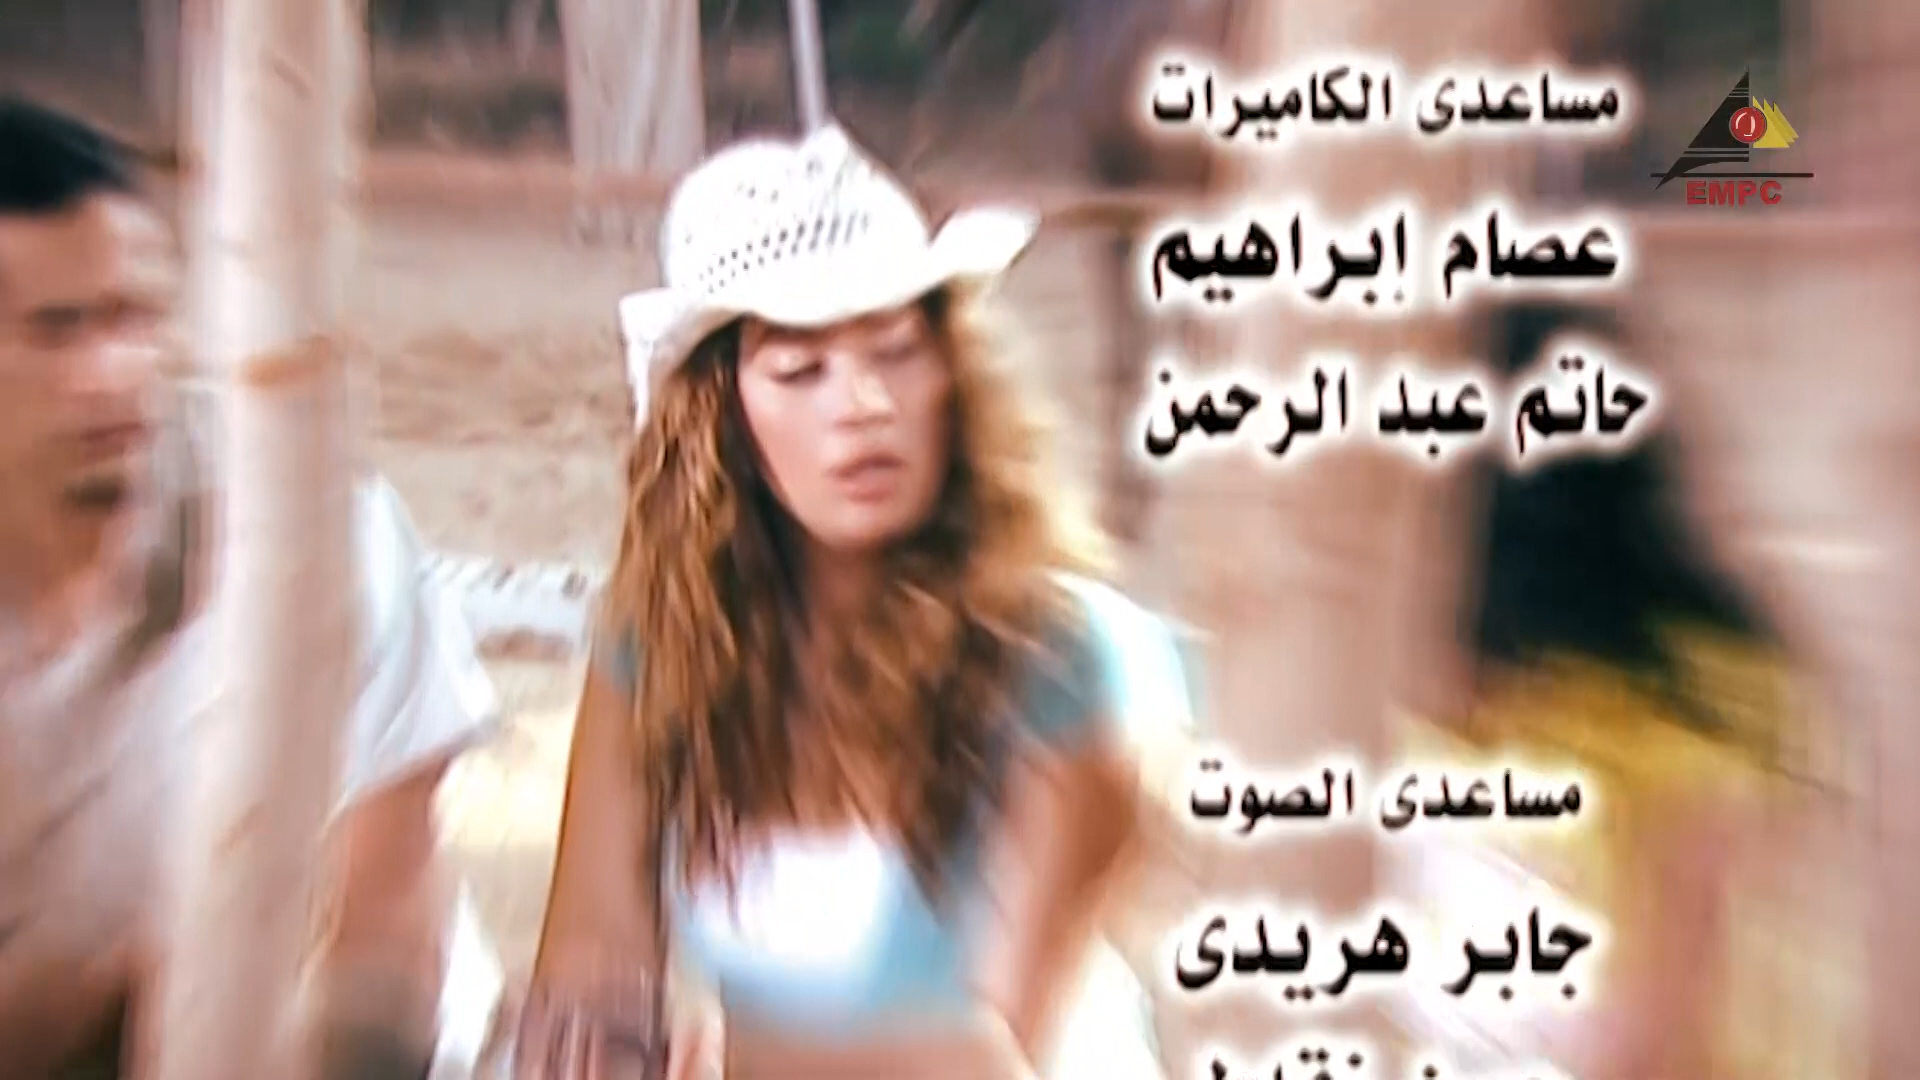 مساعدى الكاميرات
EMPC
عصام إبراهيم
حاتم عبد الرحمن
مساعدى الصوت
جابر هريدى